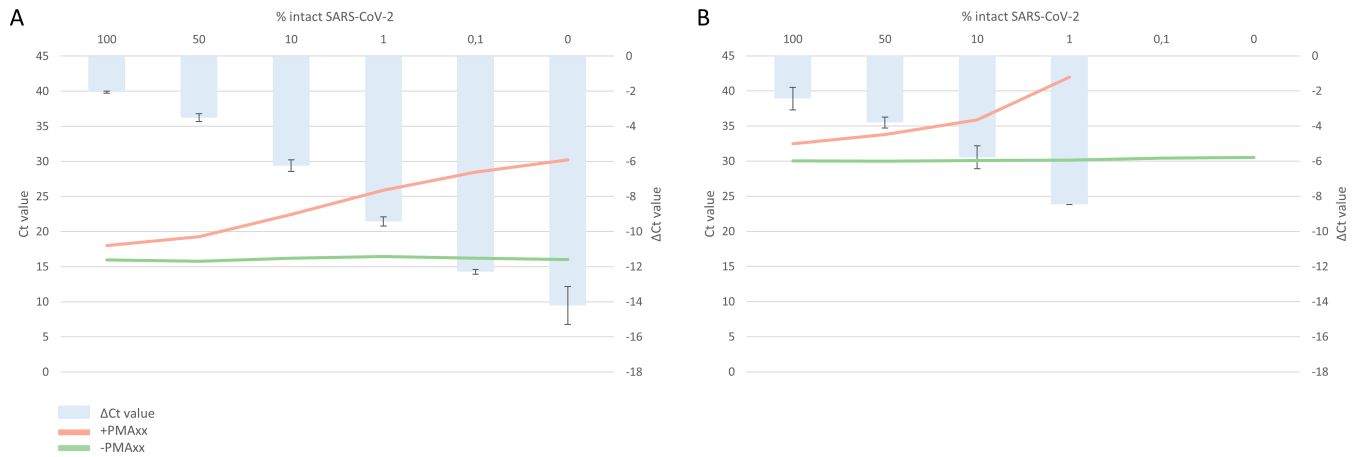 A
% intact SARS-CoV-2
100 50 10 1 0,1 0
45 0
40 -2
35 -4
30 -6
25 -8
20 -10
15 -12
10 -14
5 -16
0 -18
Ct value
ΔCt value
B
% intact SARS-CoV-2
100 50 10 1 0,1 0
45 0
40 -2
35 -4
30 -6
25 -8
20 -10
15 -12
10 -14
5 -16
0 -18
Ct value
ΔCt value
ΔCt value
+PMAxx
-PMAxx